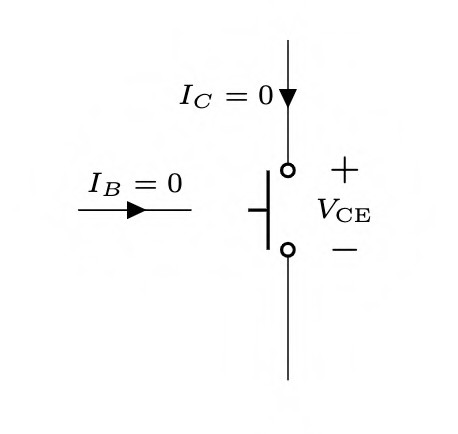 I_C = 0
I_B = 0
+
V_CE
−